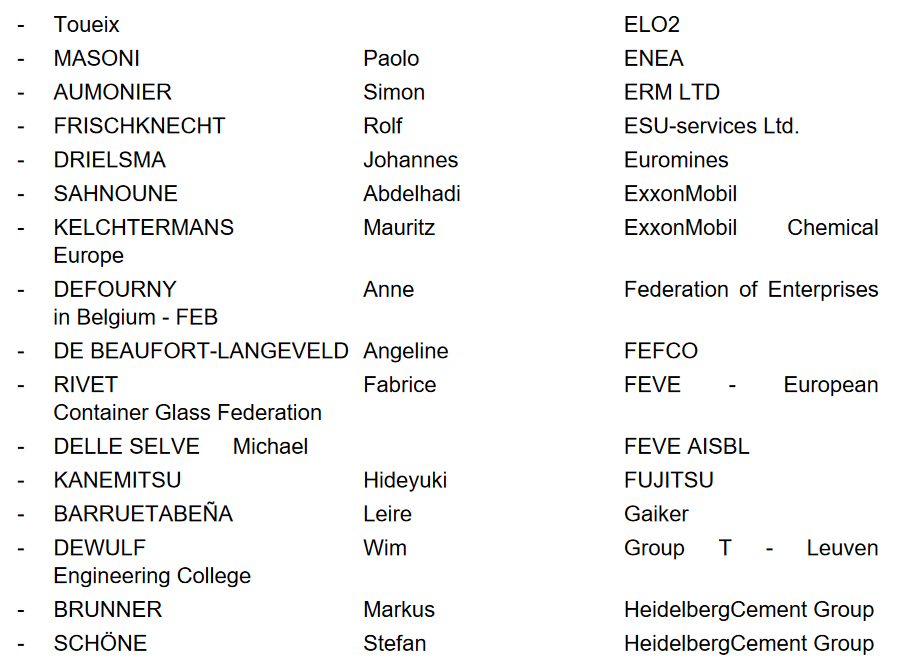 - Toueix ELO2
- MASONI Paolo ENEA
- AUMONIER Simon ERM LTD
- FRISCHKNECHT Rolf ESU-services Ltd.
- DRIELSMA Johannes Euromines
- SAHNOUNE Abdelhadi ExxonMobil
- KELCHTERMANS Mauritz ExxonMobil Chemical
Europe
- DEFOURNY Anne Federation of Enterprises
in Belgium - FEB
- DE BEAUFORT-LANGEVELD Angeline FEFCO
- RIVET Fabrice FEVE - European
Container Glass Federation
- DELLE SELVE Michael FEVE AISBL
- KANEMITSU Hideyuki FUJITSU
- BARRUETABEÑA Leire Gaiker
- DEWULF Wim Group T - Leuven
Engineering College
- BRUNNER Markus HeidelbergCement Group
- SCHÖNE Stefan HeidelbergCement Group